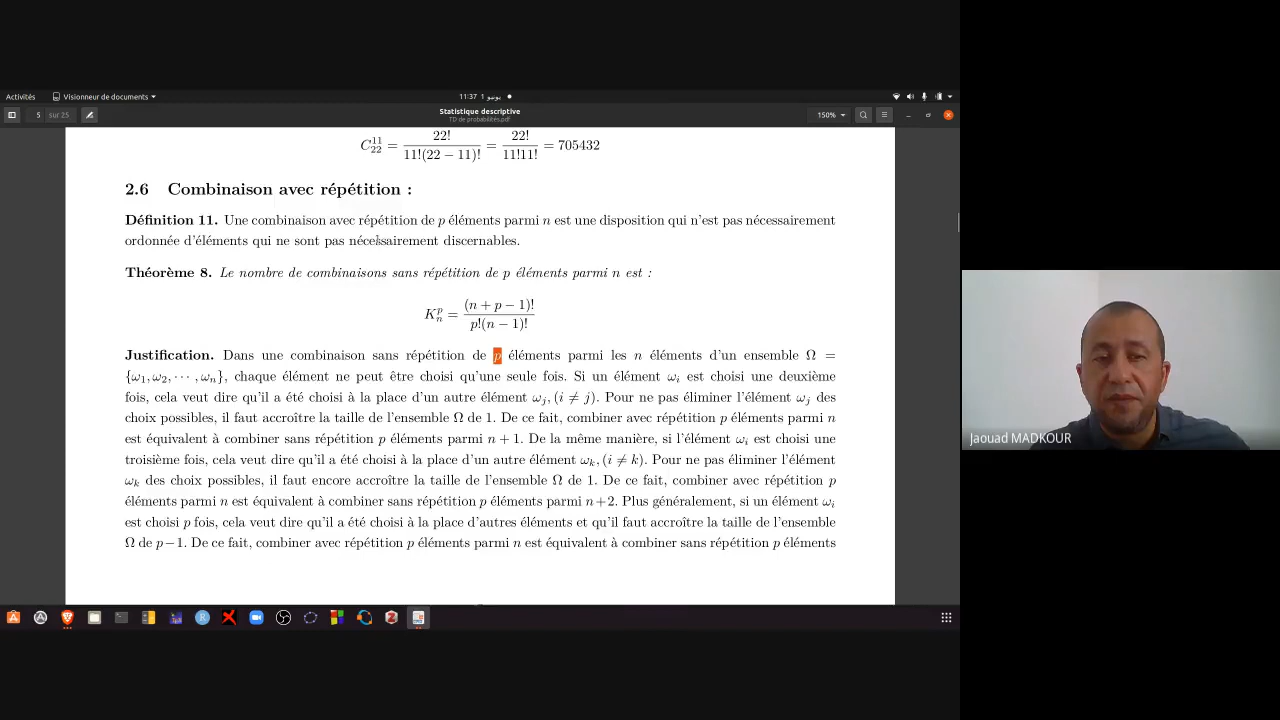 Activités Visionneur de documents 11:37 1 يونيو
Statistique descriptive
TD de probabilités.pdf
5 sur 25 150%
C_{22}^{11} = \frac{22!}{11!(22 − 11)!} = \frac{22!}{11!11!} = 705432
2.6 Combinaison avec répétition :
Définition 11. Une combinaison avec répétition de p éléments parmi n est une disposition qui n'est pas nécessairement
ordonnée d'éléments qui ne sont pas nécessairement discernables.
Théorème 8. Le nombre de combinaisons sans répétition de p éléments parmi n est :
K_n^p = \frac{(n + p − 1)!}{p!(n − 1)!}
Justification. Dans une combinaison sans répétition de p éléments parmi les n éléments d'un ensemble Ω =
{ω₁, ω₂, ⋯ , ωₙ}, chaque élément ne peut être choisi qu'une seule fois. Si un élément ωᵢ est choisi une deuxième
fois, cela veut dire qu'il a été choisi à la place d'un autre élément ωⱼ, (i ≠ j). Pour ne pas éliminer l'élément ωⱼ des
choix possibles, il faut accroître la taille de l'ensemble Ω de 1. De ce fait, combiner avec répétition p éléments parmi n
est équivalent à combiner sans répétition p éléments parmi n + 1. De la même manière, si l'élément ωᵢ est choisi une
troisième fois, cela veut dire qu'il a été choisi à la place d'un autre élément ωₖ, (i ≠ k). Pour ne pas éliminer l'élément
ωₖ des choix possibles, il faut encore accroître la taille de l'ensemble Ω de 1. De ce fait, combiner avec répétition p
éléments parmi n est équivalent à combiner sans répétition p éléments parmi n+2. Plus généralement, si un élément ωᵢ
est choisi p fois, cela veut dire qu'il a été choisi à la place d'autres éléments et qu'il faut accroître la taille de l'ensemble
Ω de p−1. De ce fait, combiner avec répétition p éléments parmi n est équivalent à combiner sans répétition p éléments
Jaouad MADKOUR